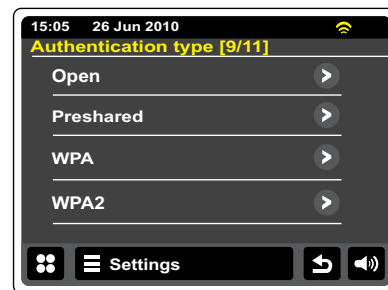 15:05 26 Jun 2010
Authentication type [9/11]
Open
Preshared
WPA
WPA2
Settings